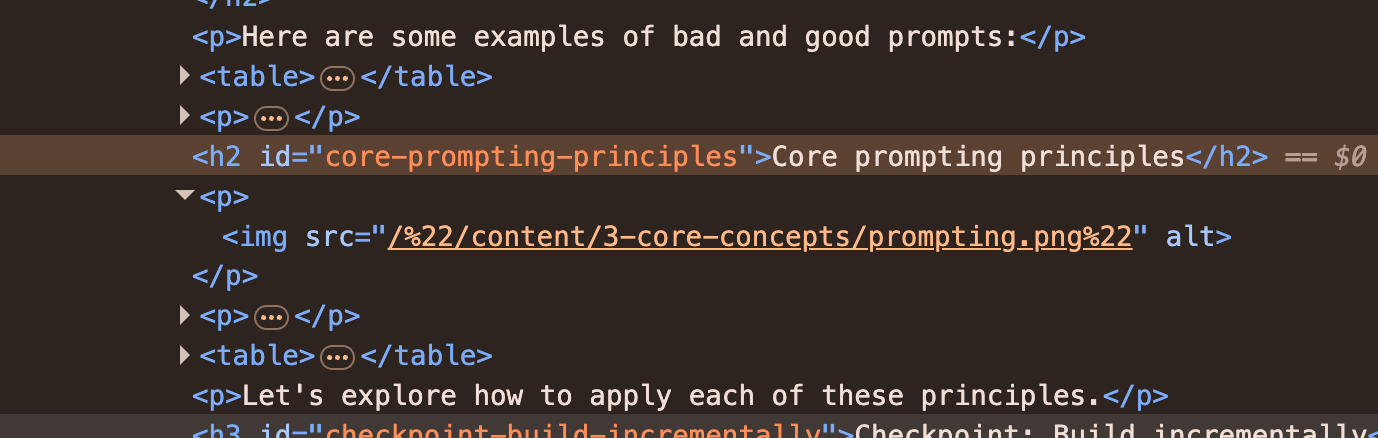 </h2>
<p>Here are some examples of bad and good prompts:</p>
<table>…</table>
<p>…</p>
<h2 id="core-prompting-principles">Core prompting principles</h2> == $0
<p>
<img src="/%22/content/3-core-concepts/prompting.png%22" alt>
</p>
<p>…</p>
<table>…</table>
<p>Let's explore how to apply each of these principles.</p>
<h3 id="checkpoint-build-incrementally">Checkpoint: Build incrementally<